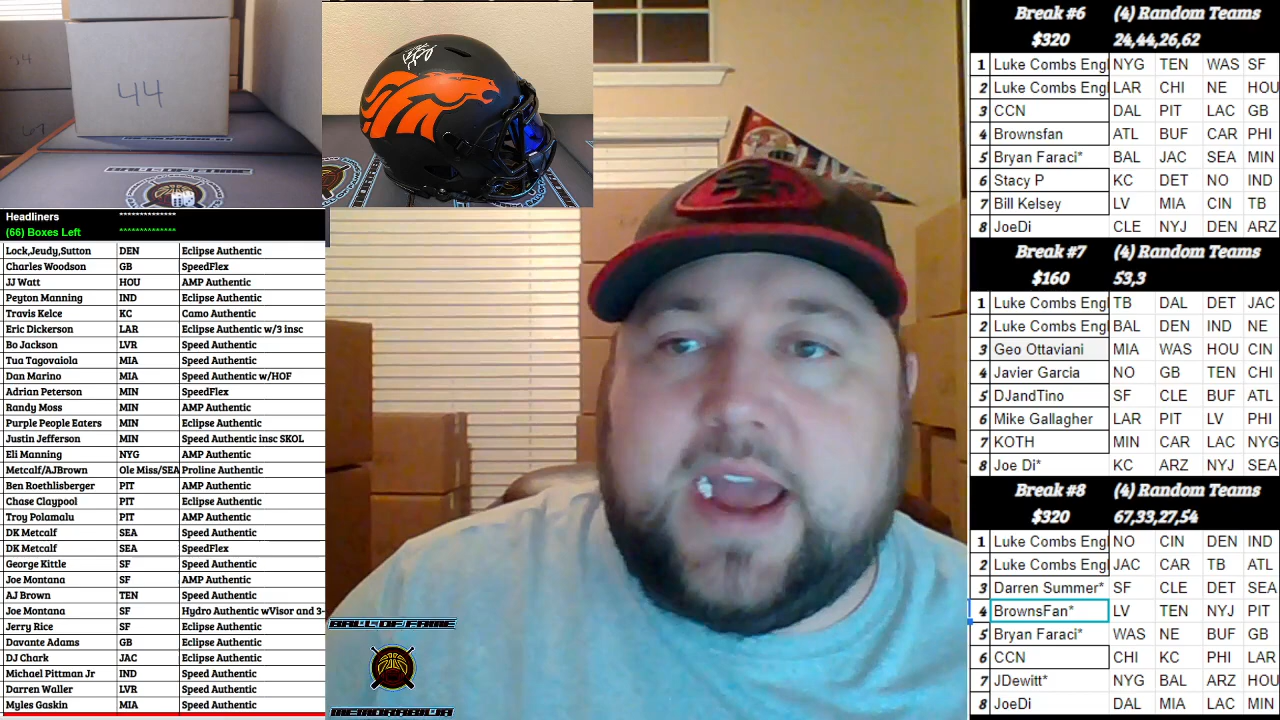 44
Headliners **************
(66) Boxes Left **************
Lock,Jeudy,Sutton DEN Eclipse Authentic
Charles Woodson GB SpeedFlex
JJ Watt HOU AMP Authentic
Peyton Manning IND Eclipse Authentic
Travis Kelce KC Camo Authentic
Eric Dickerson LAR Eclipse Authentic w/3 insc
Bo Jackson LVR Speed Authentic
Tua Tagovaiola MIA Speed Authentic
Dan Marino MIA Speed Authentic w/HOF
Adrian Peterson MIN SpeedFlex
Randy Moss MIN AMP Authentic
Purple People Eaters MIN Eclipse Authentic
Justin Jefferson MIN Speed Authentic insc SKOL
Eli Manning NYG AMP Authentic
Metcalf/AJBrown Ole Miss/SEA Proline Authentic
Ben Roethlisberger PIT AMP Authentic
Chase Claypool PIT Eclipse Authentic
Troy Polamalu PIT AMP Authentic
DK Metcalf SEA Speed Authentic
DK Metcalf SEA SpeedFlex
George Kittle SF Speed Authentic
Joe Montana SF AMP Authentic
AJ Brown TEN Speed Authentic
Joe Montana SF Hydro Authentic wVisor and 3-
Jerry Rice SF Eclipse Authentic
Davante Adams GB Eclipse Authentic
DJ Chark JAC Eclipse Authentic
Michael Pittman Jr IND Speed Authentic
Darren Waller LVR Speed Authentic
Myles Gaskin MIA Speed Authentic
BALL OF FAME
MEMORABILIA
Break #6 (4) Random Teams
$320 24,44,26,62
1 Luke Combs Engl NYG TEN WAS SF
2 Luke Combs Engl LAR CHI NE HOU
3 CCN DAL PIT LAC GB
4 Brownsfan ATL BUF CAR PHI
5 Bryan Faraci* BAL JAC SEA MIN
6 Stacy P KC DET NO IND
7 Bill Kelsey LV MIA CIN TB
8 JoeDi CLE NYJ DEN ARZ
Break #7 (4) Random Teams
$160 53,3
1 Luke Combs Engl TB DAL DET JAC
2 Luke Combs Engl BAL DEN IND NE
3 Geo Ottaviani MIA WAS HOU CIN
4 Javier Garcia NO GB TEN CHI
5 DJandTino SF CLE BUF ATL
6 Mike Gallagher LAR PIT LV PHI
7 KOTH MIN CAR LAC NYG
8 Joe Di* KC ARZ NYJ SEA
Break #8 (4) Random Teams
$320 67,33,27,54
1 Luke Combs Engl NO CIN DEN IND
2 Luke Combs Engl JAC CAR TB ATL
3 Darren Summer* SF CLE DET SEA
4 BrownsFan* LV TEN NYJ PIT
5 Bryan Faraci* WAS NE BUF GB
6 CCN CHI KC PHI LAR
7 JDewitt* NYG BAL ARZ HOU
8 JoeDi DAL MIA LAC MIN